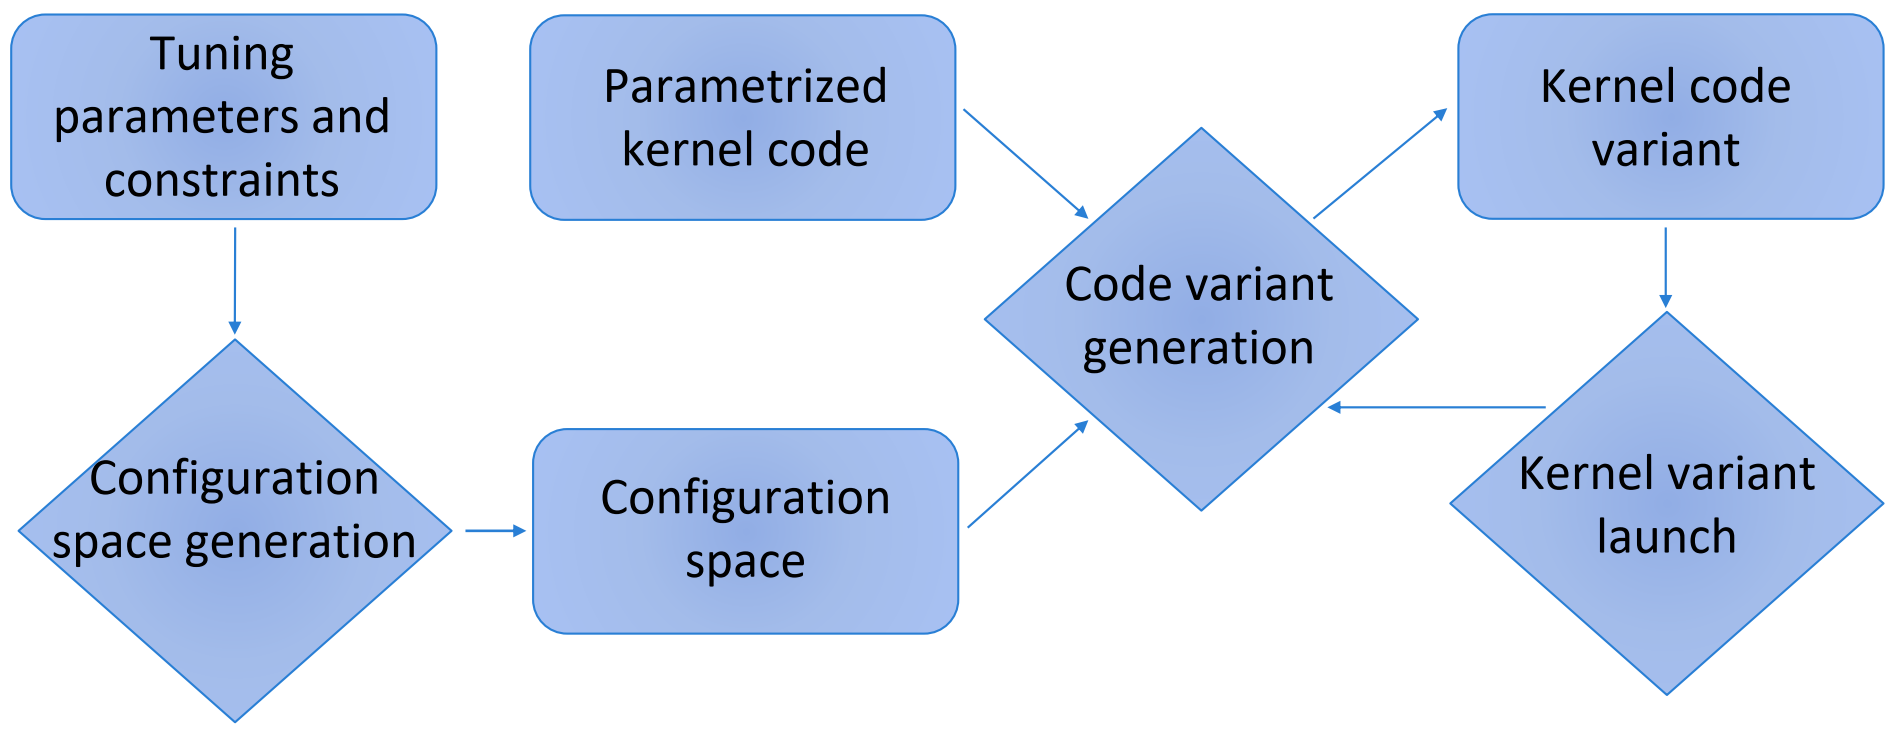 Tuning
parameters and
constraints
Parametrized
kernel code
Kernel code
variant
Code variant
generation
Configuration
space generation
Configuration
space
Kernel variant
launch